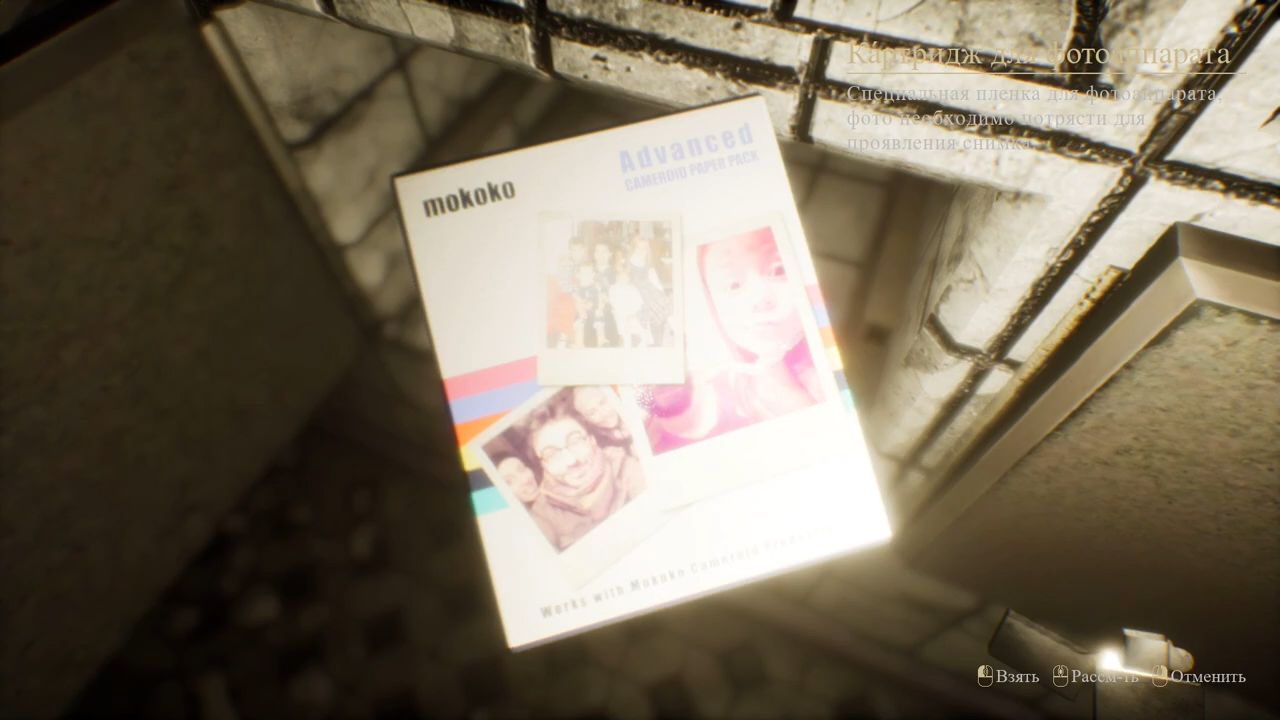 Картридж для фотоаппарата
Специальная пленка для фотоаппарата,
фото необходимо потрясти для
проявления снимка.
Advanced
CAMEROID PAPER PACK
mokoko
Works with Mokoko Cameroid
Взять Рассм-ть Отменить